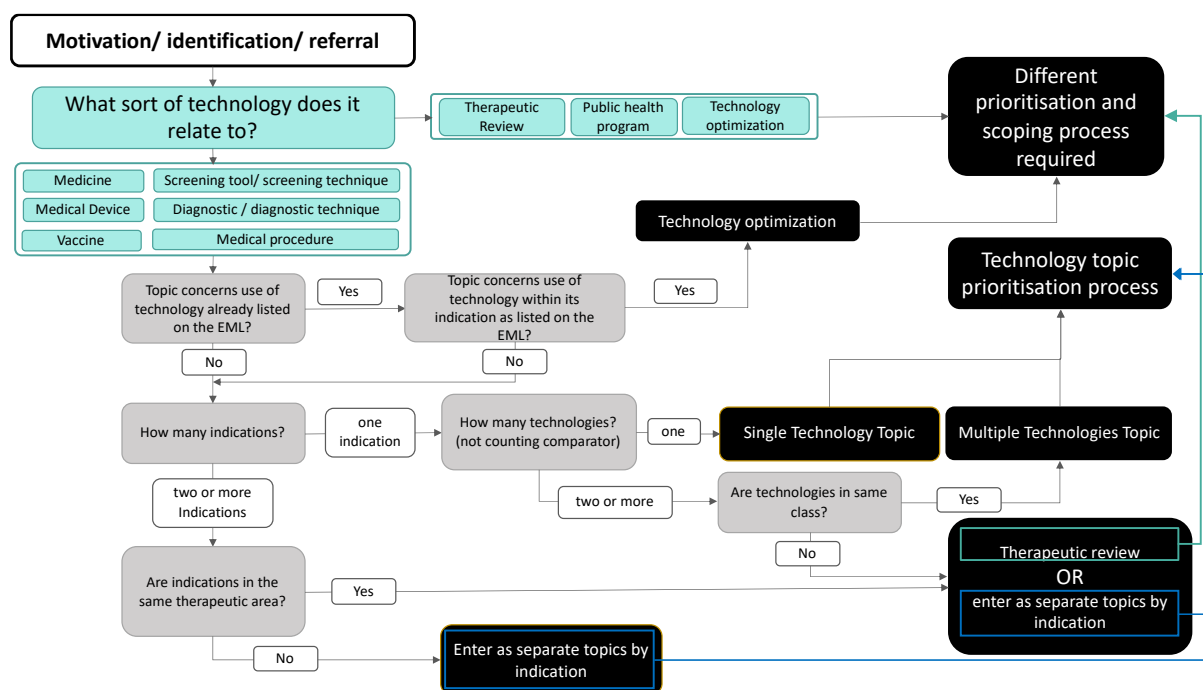 Motivation/ identification/ referral
What sort of technology does it
relate to?
Therapeutic
Review
Public health
program
Technology
optimization
Different
prioritisation and
scoping process
required
Medicine
Screening tool/ screening technique
Medical Device
Diagnostic / diagnostic technique
Vaccine
Medical procedure
Technology optimization
Topic concerns use of
technology already listed
on the EML?
Yes
Topic concerns use of
technology within its
indication as listed on the
EML?
Yes
Technology topic
prioritisation process
No
No
How many indications?
one
indication
How many technologies?
(not counting comparator)
one
Single Technology Topic
Multiple Technologies Topic
two or more
Indications
two or more
Are technologies in same
class?
Yes
No
Therapeutic review
OR
enter as separate topics by
indication
Are indications in the
same therapeutic area?
Yes
No
Enter as separate topics by
indication